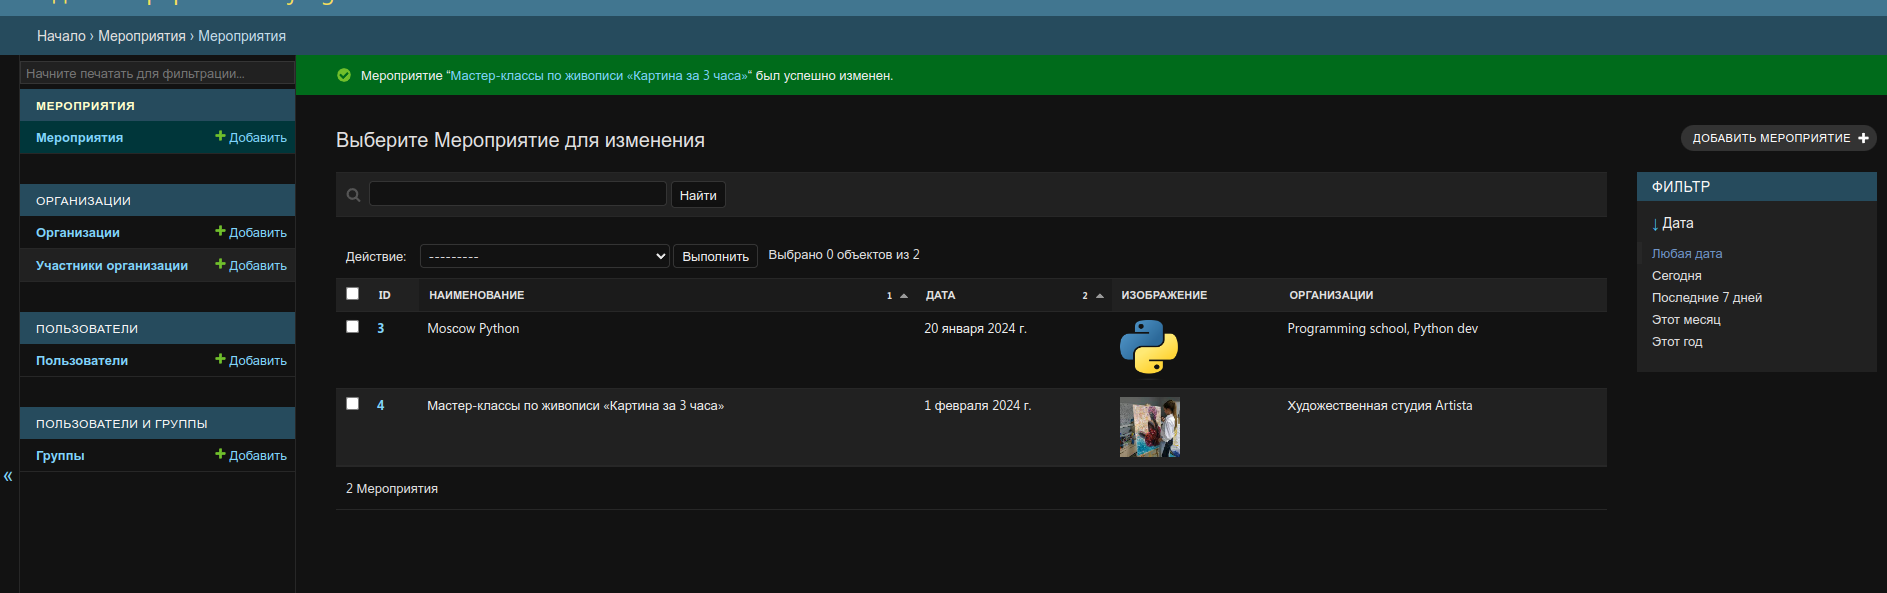 Начало › Мероприятия › Мероприятия
Начните печатать для фильтрации...
МЕРОПРИЯТИЯ
Мероприятия Добавить
ОРГАНИЗАЦИИ
Организации Добавить
Участники организации Добавить
ПОЛЬЗОВАТЕЛИ
Пользователи Добавить
ПОЛЬЗОВАТЕЛИ И ГРУППЫ
Группы Добавить
«
Мероприятие “Мастер-классы по живописи «Картина за 3 часа»“ был успешно изменен.
Выберите Мероприятие для изменения
ДОБАВИТЬ МЕРОПРИЯТИЕ
Найти
Действие: --------- Выполнить Выбрано 0 объектов из 2
ID НАИМЕНОВАНИЕ 1 ДАТА 2 ИЗОБРАЖЕНИЕ ОРГАНИЗАЦИИ
3 Moscow Python 20 января 2024 г. Programming school, Python dev
4 Мастер-классы по живописи «Картина за 3 часа» 1 февраля 2024 г. Художественная студия Artista
2 Мероприятия
ФИЛЬТР
↓ Дата
Любая дата
Сегодня
Последние 7 дней
Этот месяц
Этот год